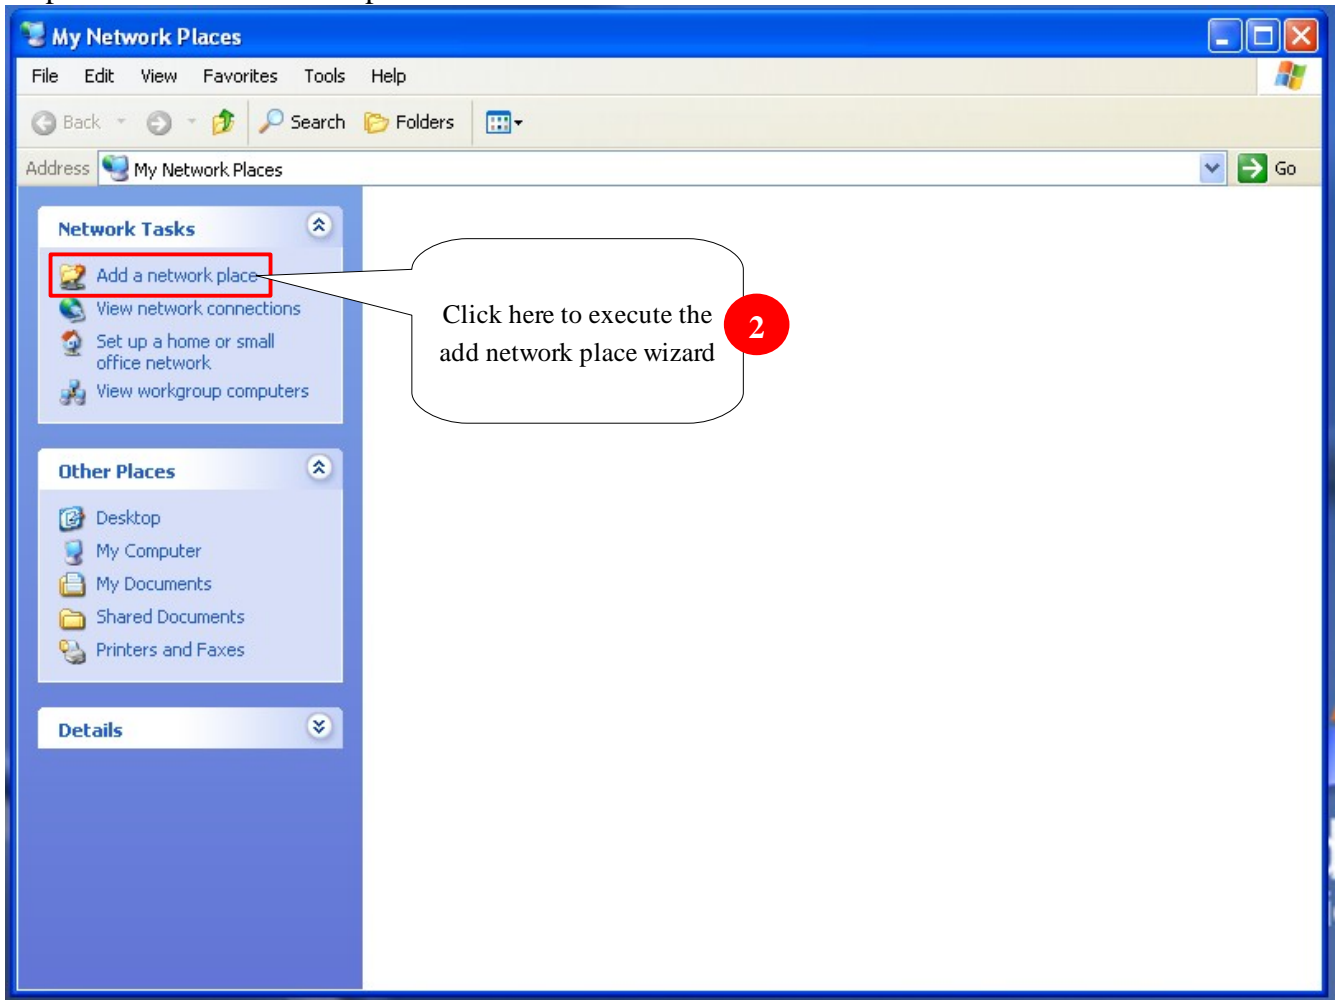 My Network Places
File Edit View Favorites Tools Help
Back Search Folders
Address My Network Places Go
Network Tasks
Add a network place
View network connections
Set up a home or small
office network
View workgroup computers
Click here to execute the
add network place wizard
2
Other Places
Desktop
My Computer
My Documents
Shared Documents
Printers and Faxes
Details